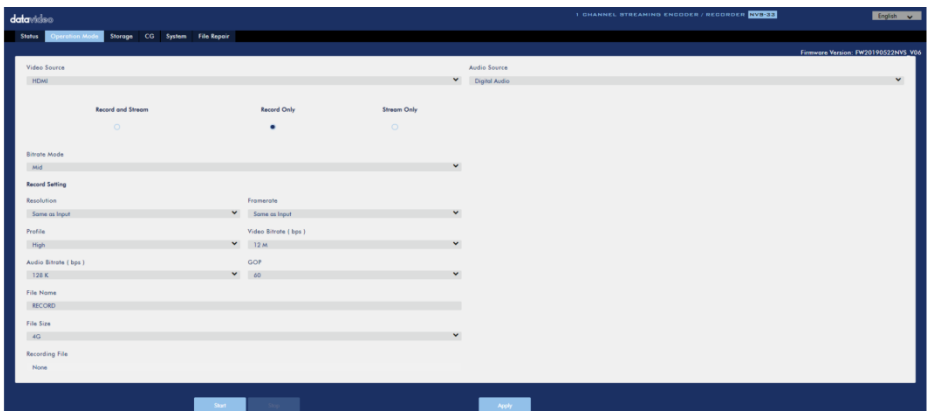 datavideo
1 CHANNEL STREAMING ENCODER / RECORDER NVS-33
English
Status Operation Mode Storage CG System File Repair
Firmware Version: FW20190522NVS_V06
Video Source Audio Source
HDMI Digital Audio
Record and Stream Record Only Stream Only
Bitrate Mode
Mid
Record Setting
Resolution Framerate
Same as Input Same as Input
Profile Video Bitrate ( bps )
High 12 M
Audio Bitrate ( bps ) GOP
128 K 60
File Name
RECORD
File Size
4G
Recording File
None
Start Stop Apply